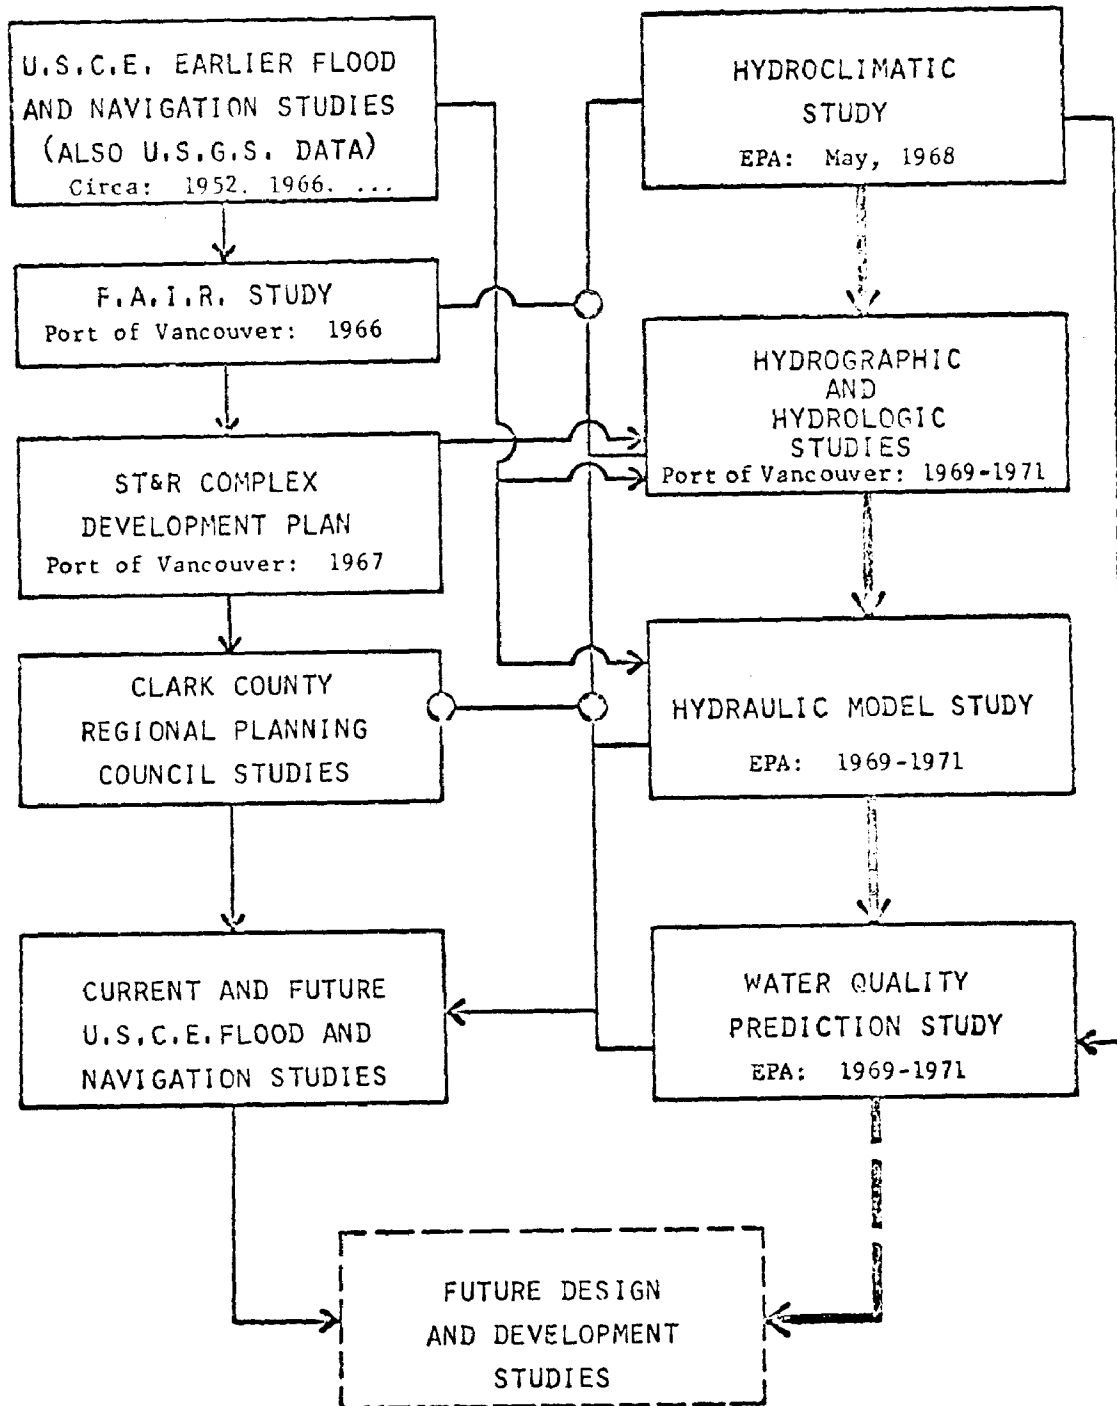 U.S.C.E. EARLIER FLOOD
AND NAVIGATION STUDIES
(ALSO U.S.G.S. DATA)
Circa: 1952. 1966. ...
F.A.I.R. STUDY
Port of Vancouver: 1966
ST&R COMPLEX
DEVELOPMENT PLAN
Port of Vancouver: 1967
CLARK COUNTY
REGIONAL PLANNING
COUNCIL STUDIES
CURRENT AND FUTURE
U.S.C.E. FLOOD AND
NAVIGATION STUDIES
HYDROCLIMATIC
STUDY
EPA: May, 1968
HYDROGRAPHIC
AND
HYDROLOGIC
STUDIES
Port of Vancouver: 1969-1971
HYDRAULIC MODEL STUDY
EPA: 1969-1971
WATER QUALITY
PREDICTION STUDY
EPA: 1969-1971
FUTURE DESIGN
AND DEVELOPMENT
STUDIES